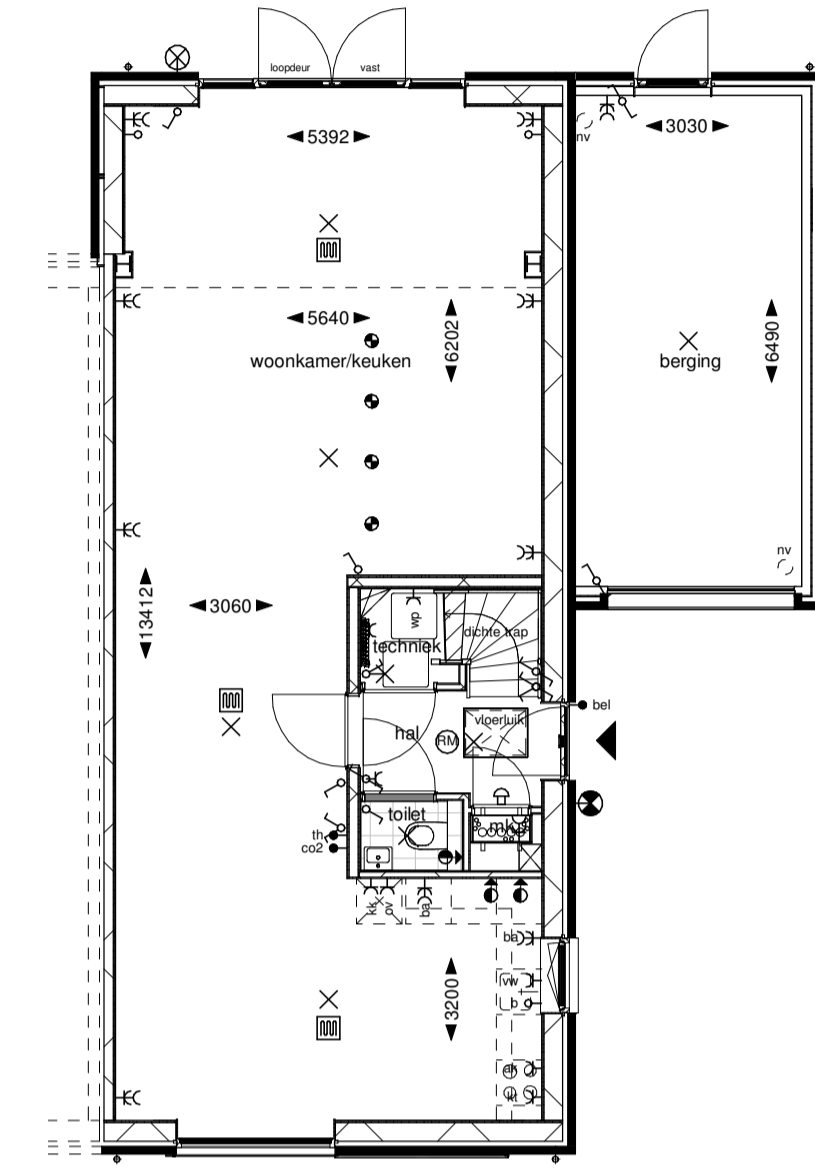 loopdeur
vast
5392
3030
nv
5640
6202
6490
woonkamer/keuken
berging
nv
13412
3060
wp
techniek
dichte trap
bel
vloerluik
hal
RM
toilet
mk
th
co2
kk
ov
ba
ba
vw
b
3200
ak
kt